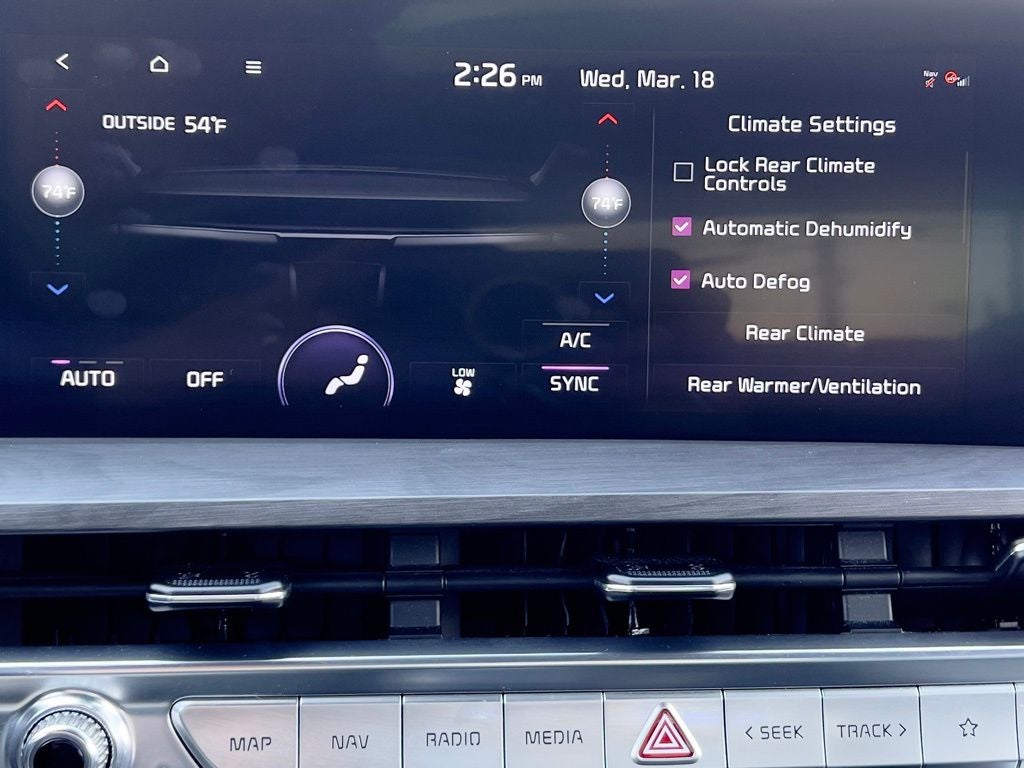 2:26 PM
Wed, Mar. 18
Nav
OUTSIDE 54°F
Climate Settings
Lock Rear Climate
Controls
74°F
74°F
Automatic Dehumidify
Auto Defog
Rear Climate
A/C
AUTO
OFF
LOW
SYNC
Rear Warmer/Ventilation
MAP
NAV
RADIO
MEDIA
< SEEK
TRACK >